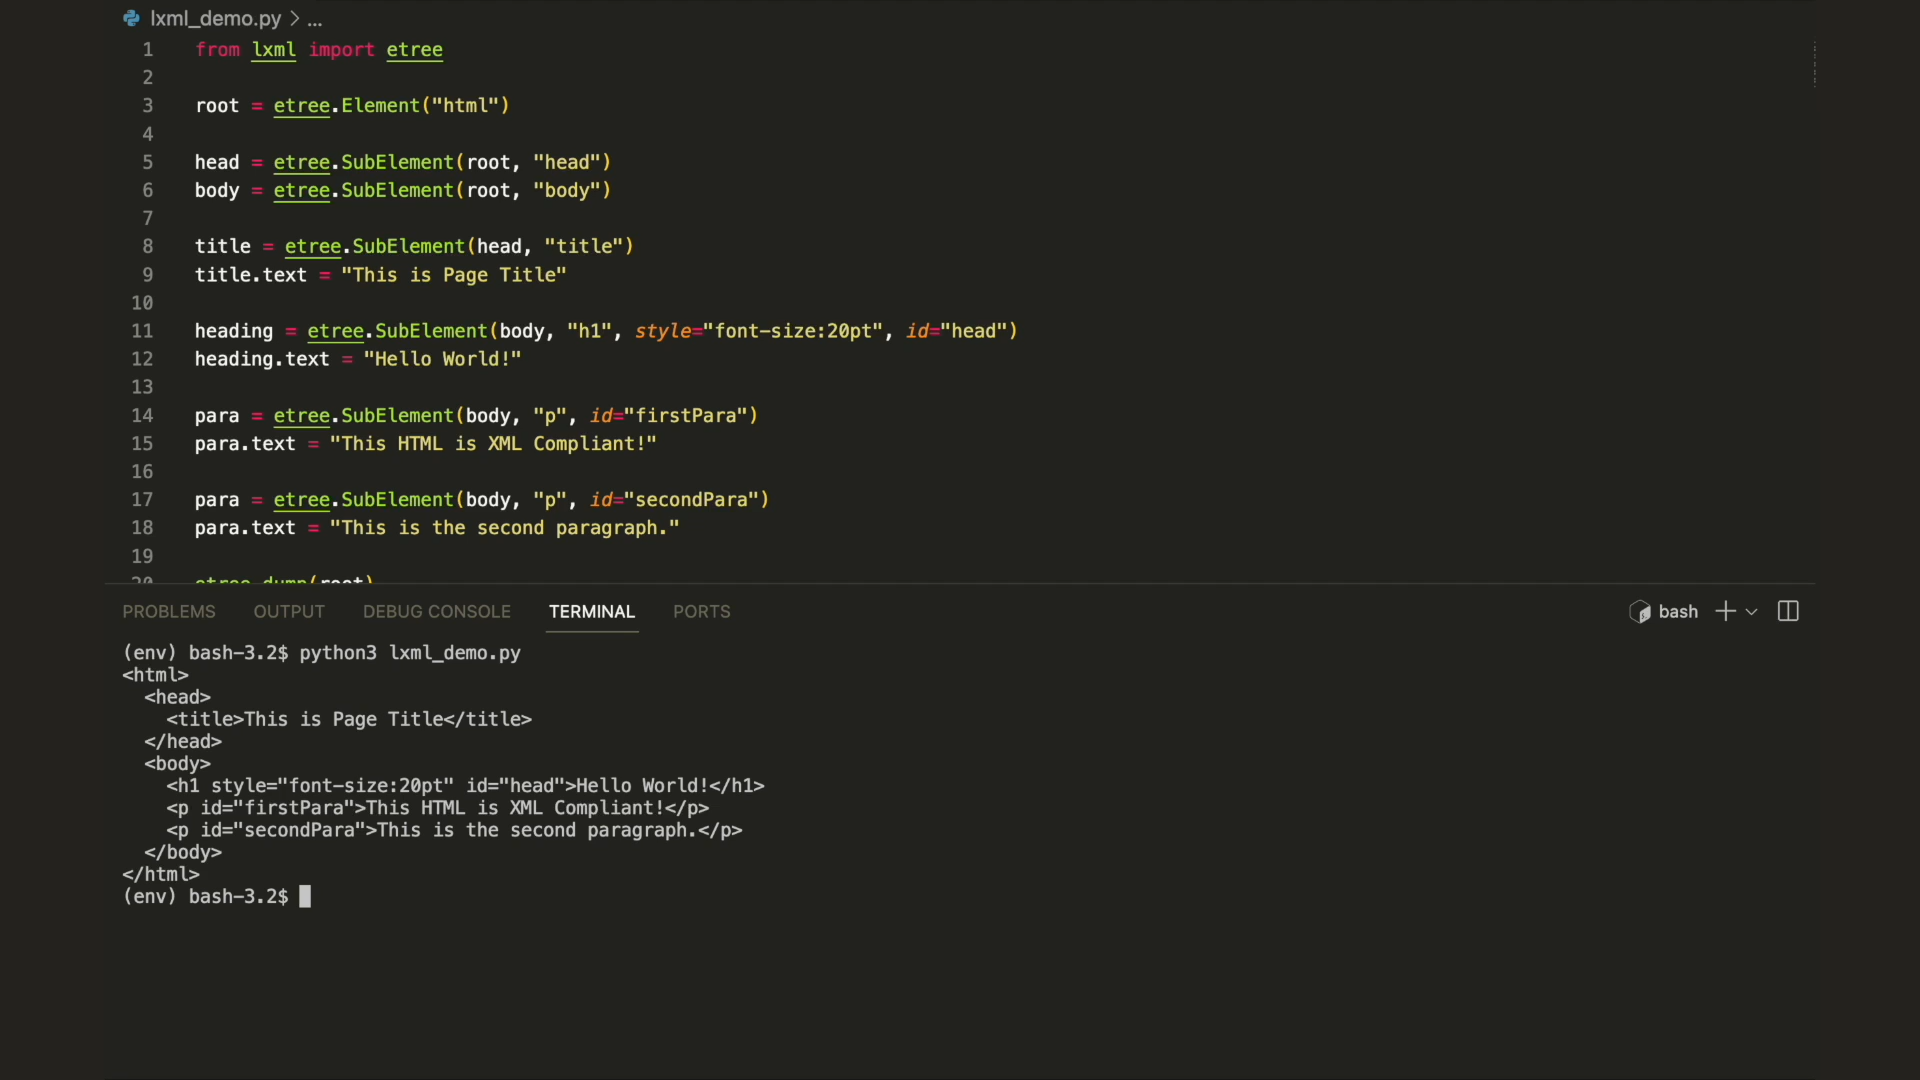 lxml_demo.py > ...
1 from lxml import etree
2
3 root = etree.Element("html")
4
5 head = etree.SubElement(root, "head")
6 body = etree.SubElement(root, "body")
7
8 title = etree.SubElement(head, "title")
9 title.text = "This is Page Title"
10
11 heading = etree.SubElement(body, "h1", style="font-size:20pt", id="head")
12 heading.text = "Hello World!"
13
14 para = etree.SubElement(body, "p", id="firstPara")
15 para.text = "This HTML is XML Compliant!"
16
17 para = etree.SubElement(body, "p", id="secondPara")
18 para.text = "This is the second paragraph."
19
20 etree.dump(root)
PROBLEMS OUTPUT DEBUG CONSOLE TERMINAL PORTS bash
(env) bash-3.2$ python3 lxml_demo.py
<html>
  <head>
    <title>This is Page Title</title>
  </head>
  <body>
    <h1 style="font-size:20pt" id="head">Hello World!</h1>
    <p id="firstPara">This HTML is XML Compliant!</p>
    <p id="secondPara">This is the second paragraph.</p>
  </body>
</html>
(env) bash-3.2$